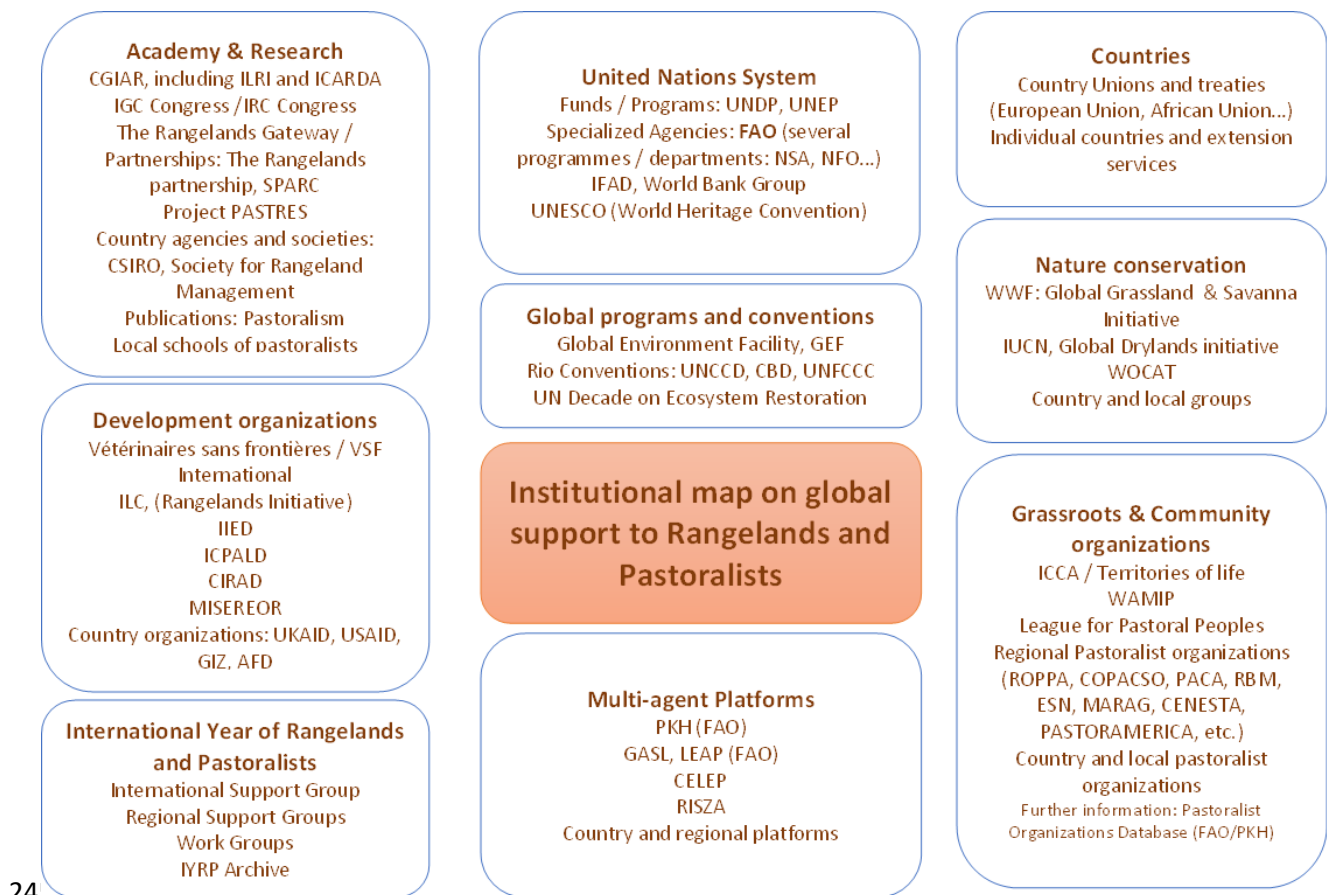 Academy & Research
CGIAR, including ILRI and ICARDA
IGC Congress /IRC Congress
The Rangelands Gateway /
Partnerships: The Rangelands
partnership, SPARC
Project PASTRES
Country agencies and societies:
CSIRO, Society for Rangeland
Management
Publications: Pastoralism
Local schools of pastoralists
Development organizations
Vétérinaires sans frontières / VSF
International
ILC, (Rangelands Initiative)
IIED
ICPALD
CIRAD
MISEREOR
Country organizations: UKAID, USAID,
GIZ, AFD
International Year of Rangelands
and Pastoralists
International Support Group
Regional Support Groups
Work Groups
IYRP Archive
United Nations System
Funds / Programs: UNDP, UNEP
Specialized Agencies: FAO (several
programmes / departments: NSA, NFO...)
IFAD, World Bank Group
UNESCO (World Heritage Convention)
Global programs and conventions
Global Environment Facility, GEF
Rio Conventions: UNCCD, CBD, UNFCCC
UN Decade on Ecosystem Restoration
Institutional map on global
support to Rangelands and
Pastoralists
Multi-agent Platforms
PKH (FAO)
GASL, LEAP (FAO)
CELEP
RISZA
Country and regional platforms
Countries
Country Unions and treaties
(European Union, African Union...)
Individual countries and extension
services
Nature conservation
WWF: Global Grassland & Savanna
Initiative
IUCN, Global Drylands initiative
WOCAT
Country and local groups
Grassroots & Community
organizations
ICCA / Territories of life
WAMIP
League for Pastoral Peoples
Regional Pastoralist organizations
(ROPPA, COPACSO, PACA, RBM,
ESN, MARAG, CENESTA,
PASTORAMERICA, etc.)
Country and local pastoralist
organizations
Further information: Pastoralist
Organizations Database (FAO/PKH)
24